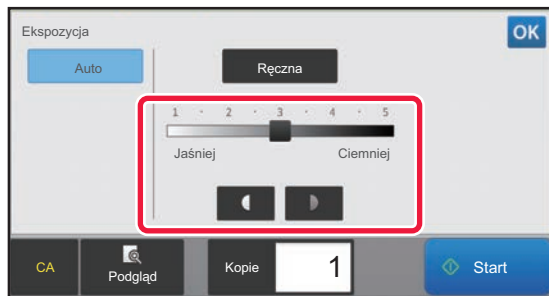 Ekspozycja
OK
Auto
Ręczna
1 · 2 · 3 · 4 · 5
Jaśniej
Ciemniej
CA
Podgląd
Kopie
1
Start